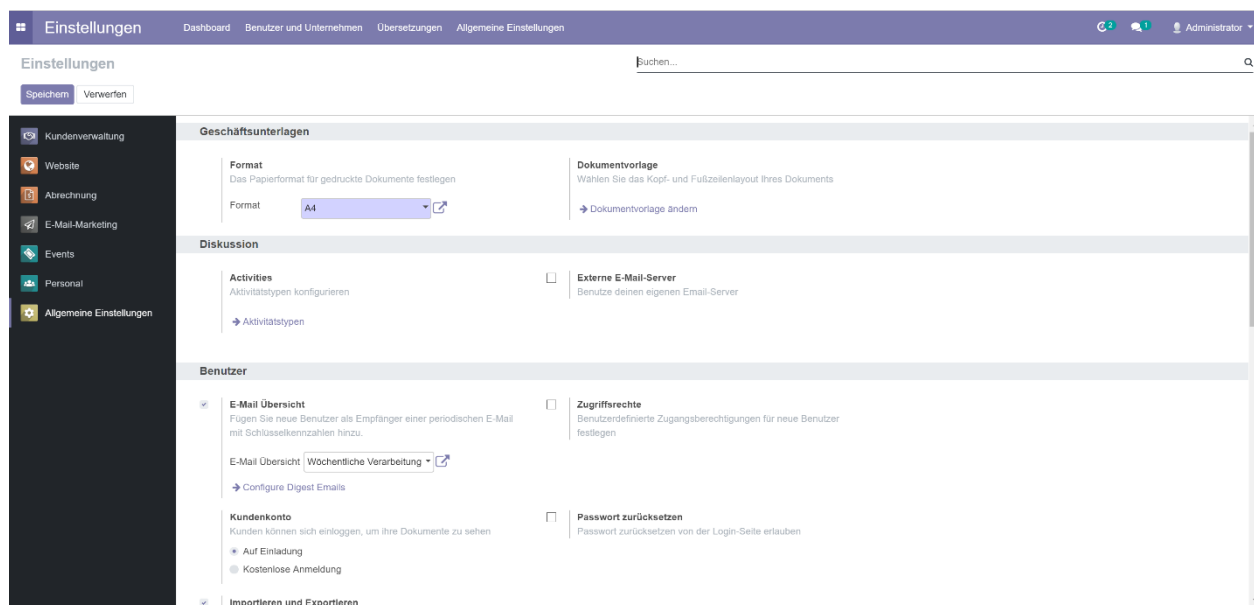 Einstellungen Dashboard Benutzer und Unternehmen Übersetzungen Allgemeine Einstellungen 2 1 Administrator
Einstellungen Suchen...
Speichern Verwerfen
Kundenverwaltung
Website
Abrechnung
E-Mail-Marketing
Events
Personal
Allgemeine Einstellungen
Geschäftsunterlagen
Format
Das Papierformat für gedruckte Dokumente festlegen
Format A4
Dokumentvorlage
Wählen Sie das Kopf- und Fußzeilenlayout Ihres Dokuments
Dokumentvorlage ändern
Diskussion
Activities
Aktivitätstypen konfigurieren
Aktivitätstypen
Externe E-Mail-Server
Benutze deinen eigenen Email-Server
Benutzer
E-Mail Übersicht
Fügen Sie neue Benutzer als Empfänger einer periodischen E-Mail
mit Schlüsselkennzahlen hinzu.
E-Mail Übersicht Wöchentliche Verarbeitung
Configure Digest Emails
Zugriffsrechte
Benutzerdefinierte Zugangsberechtigungen für neue Benutzer
festlegen
Kundenkonto
Kunden können sich einloggen, um ihre Dokumente zu sehen
Auf Einladung
Kostenlose Anmeldung
Passwort zurücksetzen
Passwort zurücksetzen von der Login-Seite erlauben
Importieren und Exportieren